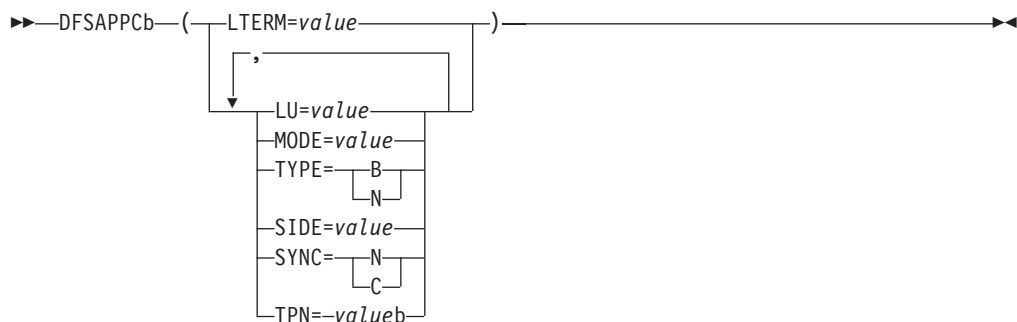 DFSAPPCb ( LTERM=value )
,
LU=value
MODE=value
TYPE= B
N
SIDE=value
SYNC= N
C
TPN= valueb